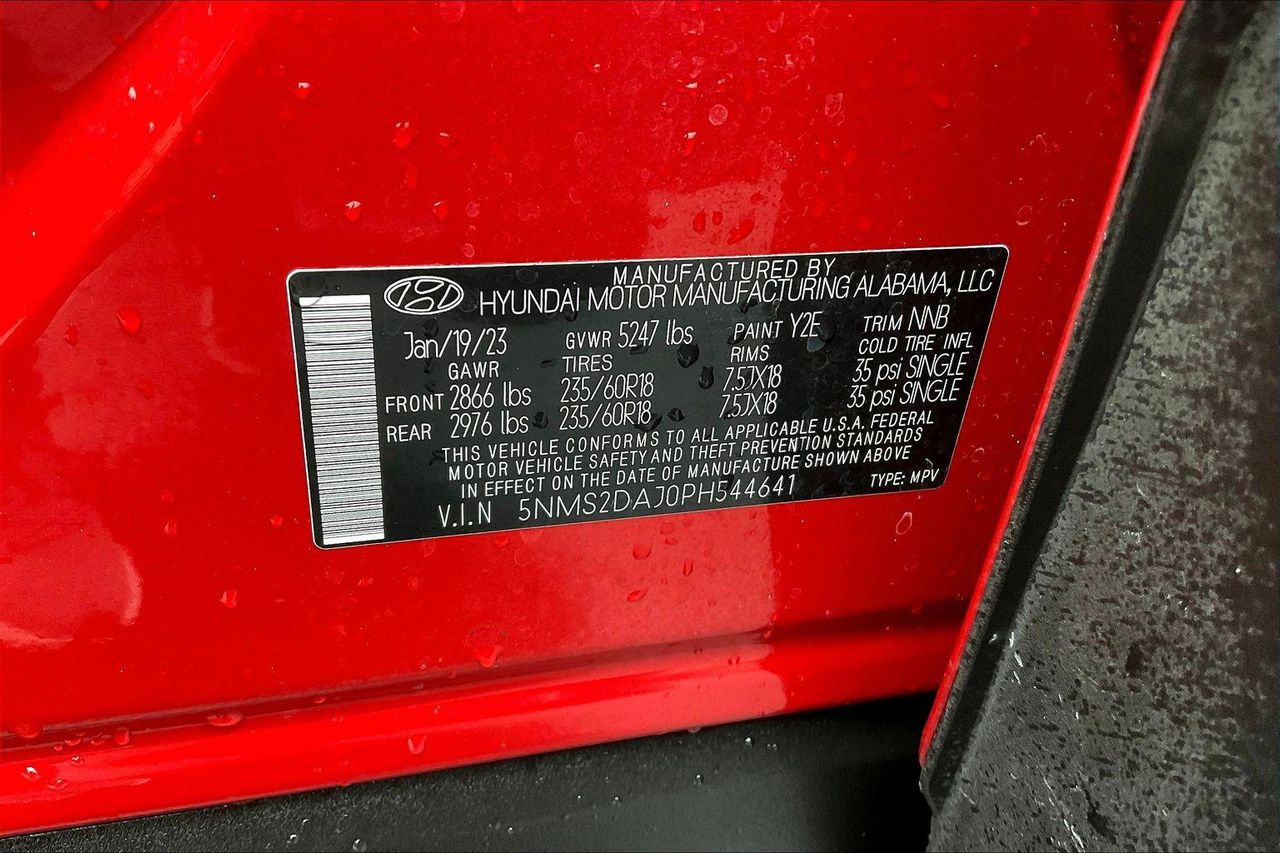 MANUFACTURED BY
HYUNDAI MOTOR MANUFACTURING ALABAMA, LLC
Jan/19/23 GVWR 5247 lbs PAINT Y2E TRIM NNB
GAWR TIRES RIMS COLD TIRE INFL
FRONT 2866 lbs 235/60R18 7.5JX18 35 psi SINGLE
REAR 2976 lbs 235/60R18 7.5JX18 35 psi SINGLE
THIS VEHICLE CONFORMS TO ALL APPLICABLE U.S.A. FEDERAL
MOTOR VEHICLE SAFETY AND THEFT PREVENTION STANDARDS
IN EFFECT ON THE DATE OF MANUFACTURE SHOWN ABOVE
V.I.N 5NMS2DAJ0PH544641 TYPE: MPV